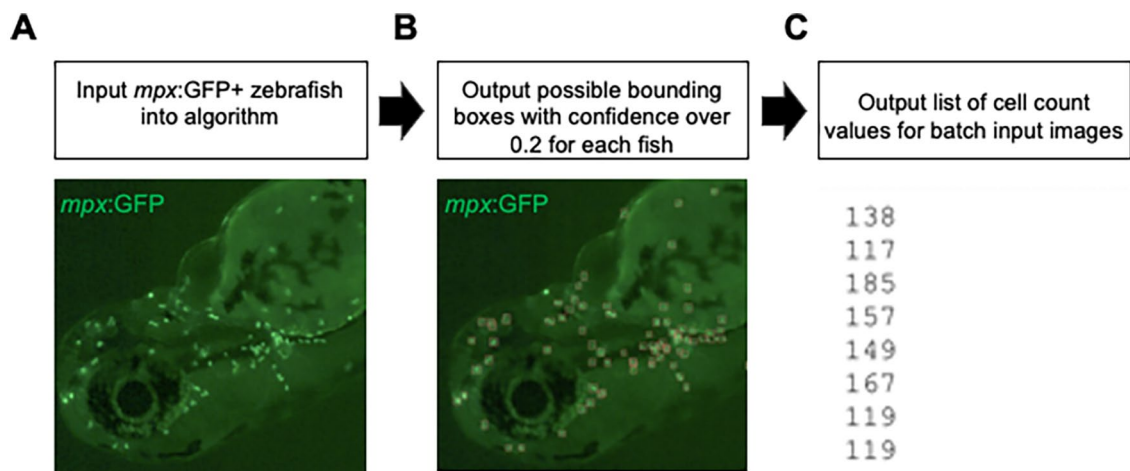 A
B
C
Input mpx:GFP+ zebrafish
into algorithm
Output possible bounding
boxes with confidence over
0.2 for each fish
Output list of cell count
values for batch input images
mpx:GFP
mpx:GFP
138
117
185
157
149
167
119
119